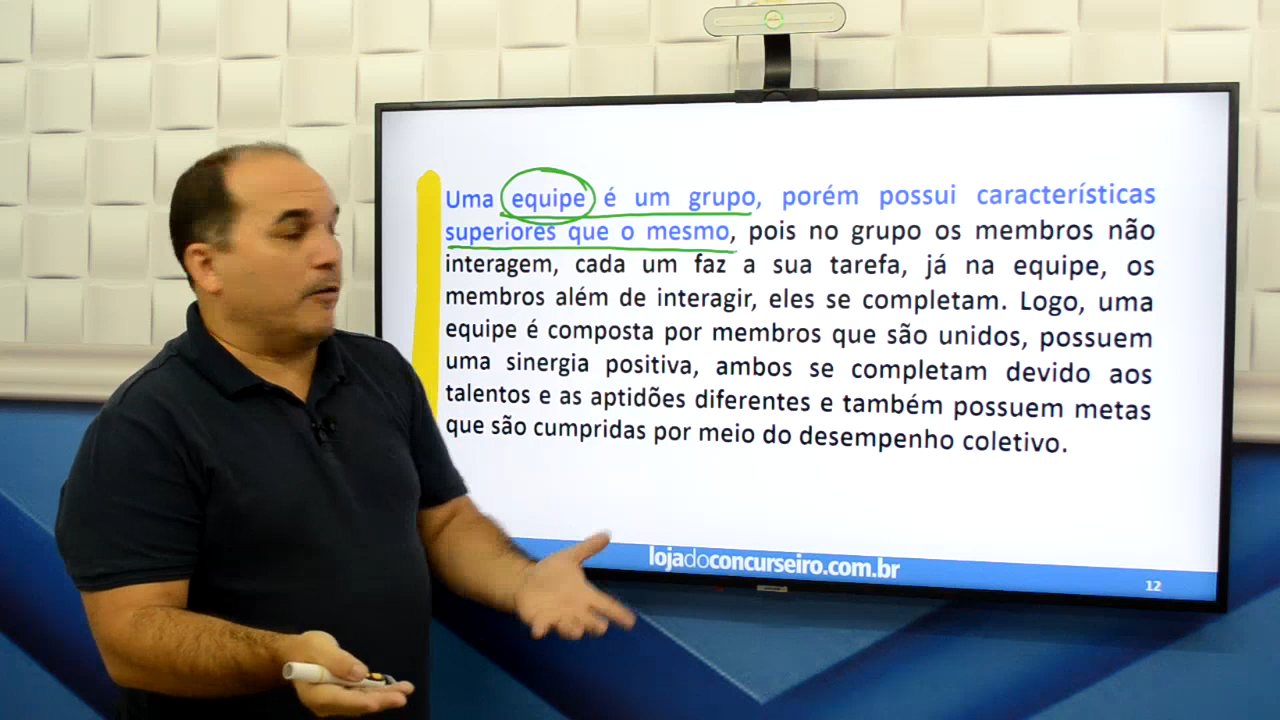 Uma equipe é um grupo, porém possui características
superiores que o mesmo, pois no grupo os membros não
interagem, cada um faz a sua tarefa, já na equipe, os
membros além de interagir, eles se completam. Logo, uma
equipe é composta por membros que são unidos, possuem
uma sinergia positiva, ambos se completam devido aos
talentos e as aptidões diferentes e também possuem metas
que são cumpridas por meio do desempenho coletivo.
lojadoconcurseiro.com.br
12